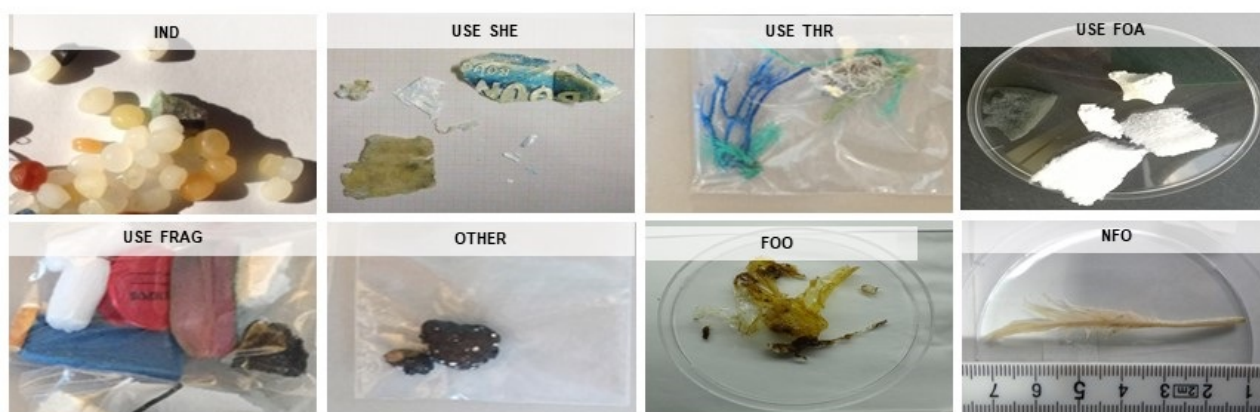 IND
USE SHE
USE THR
USE FOA
USE FRAG
OTHER
FOO
NFO
7 6 5 4 3 2 1